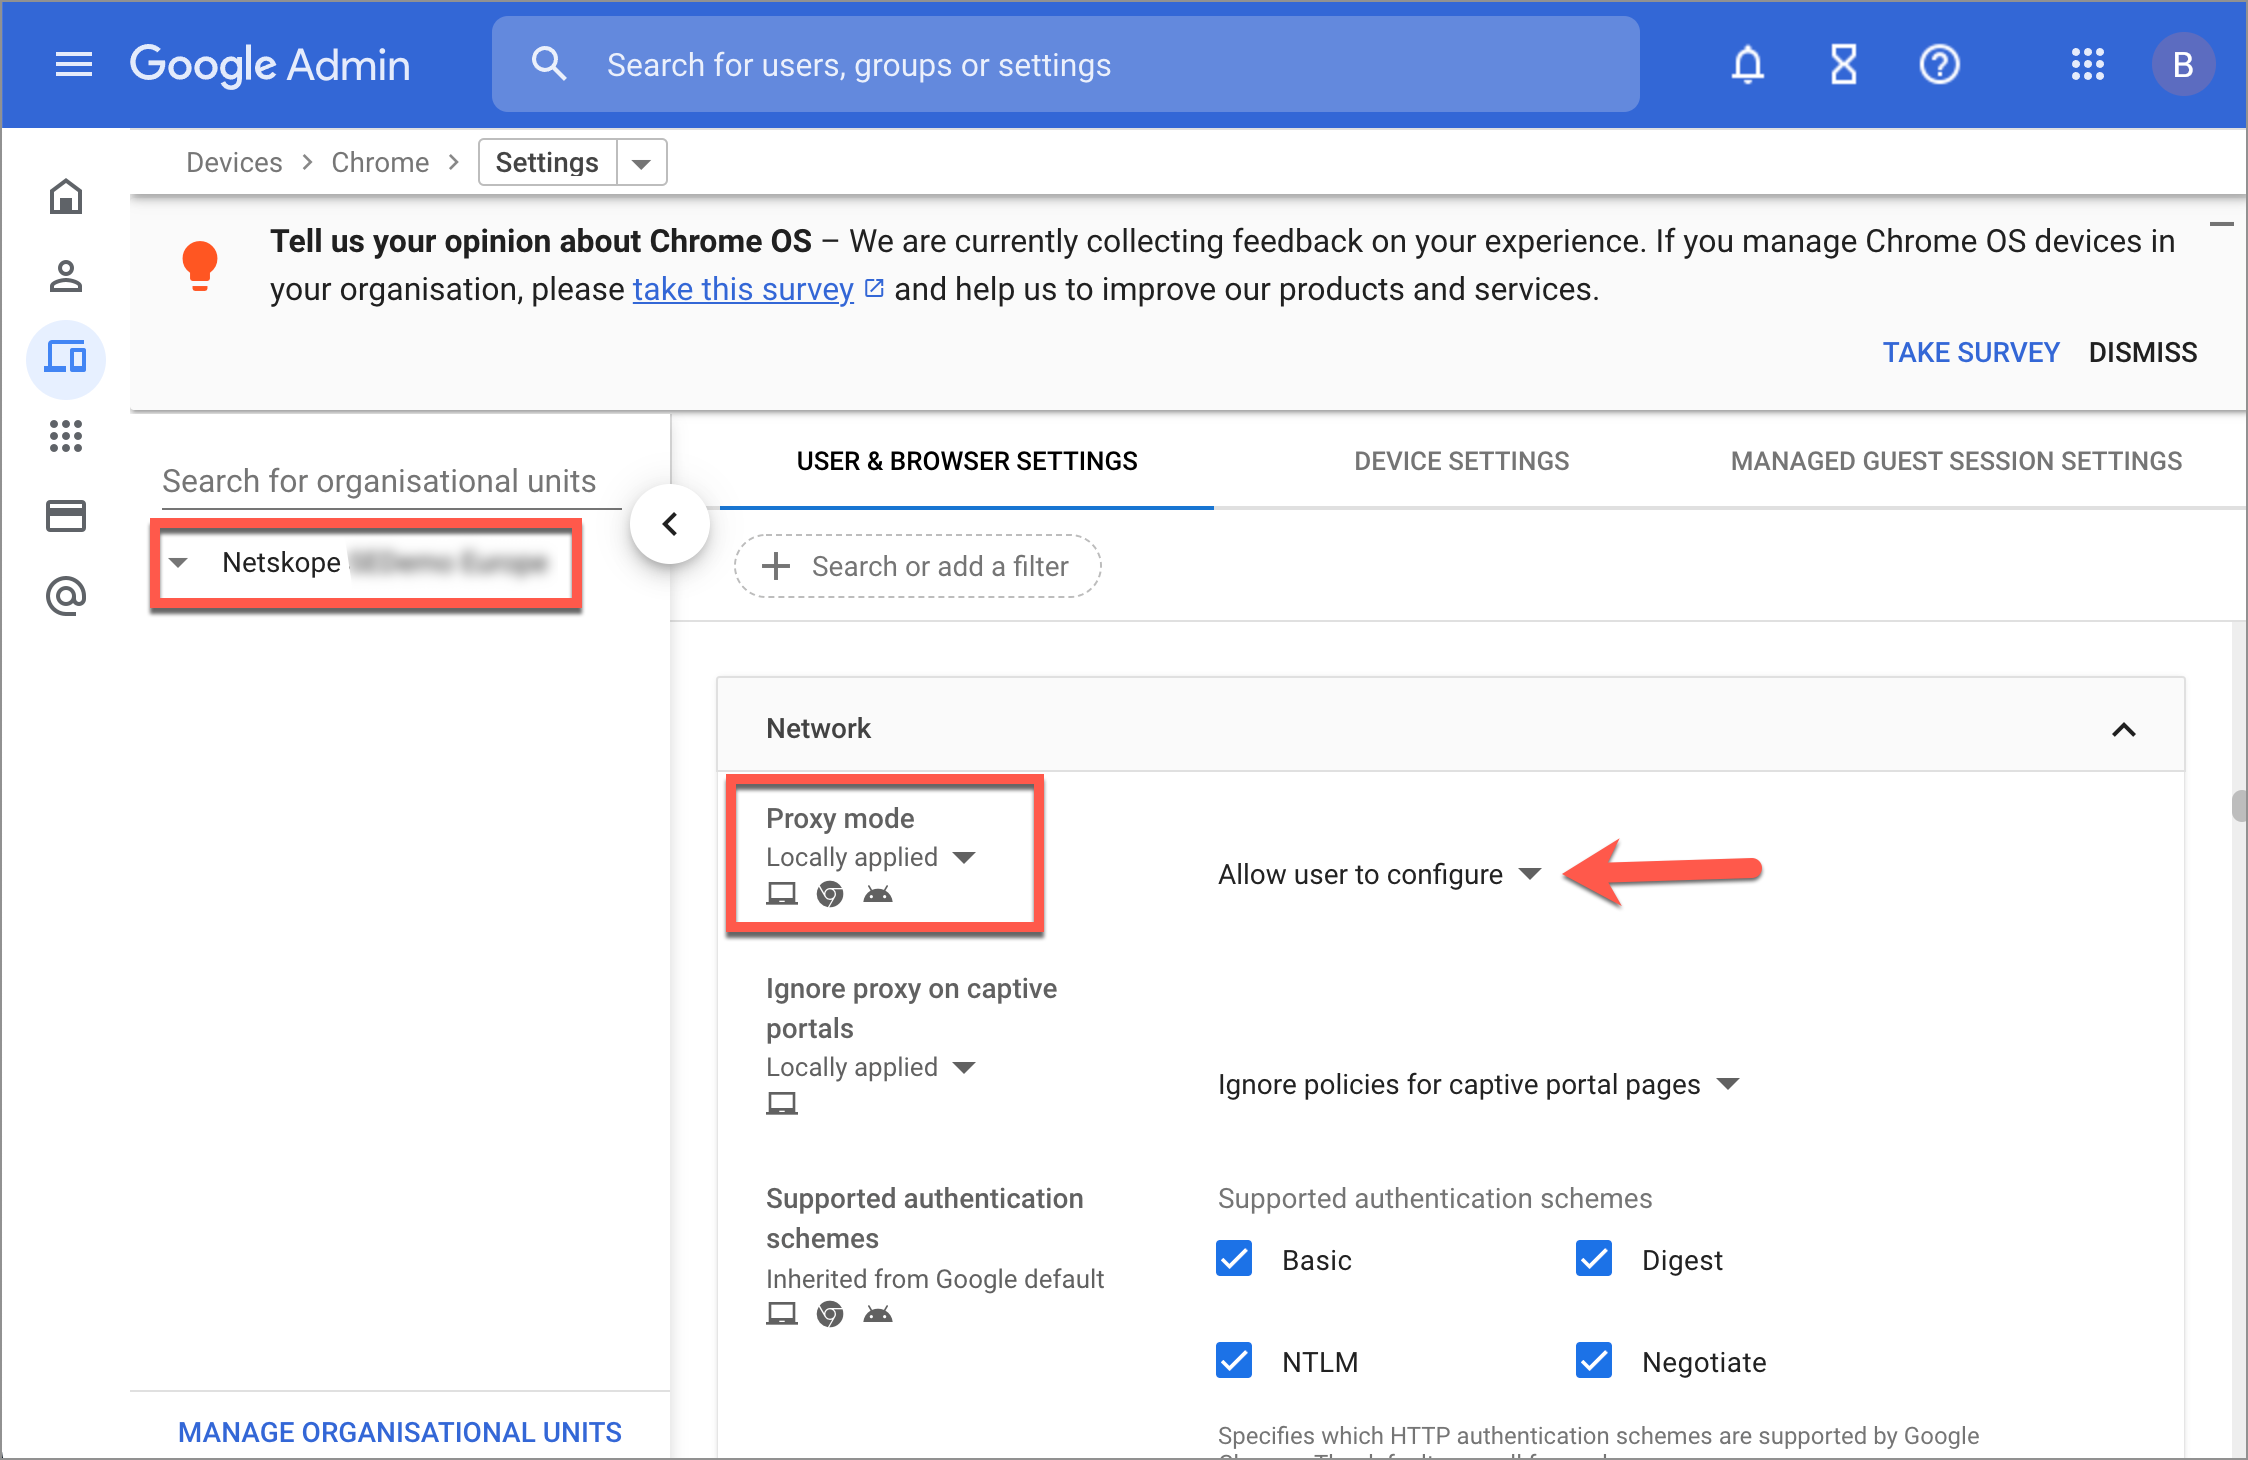 Google Admin
Search for users, groups or settings
B
Devices > Chrome > Settings
Tell us your opinion about Chrome OS – We are currently collecting feedback on your experience. If you manage Chrome OS devices in
your organisation, please take this survey and help us to improve our products and services.
TAKE SURVEY DISMISS
Search for organisational units
Netskope
MANAGE ORGANISATIONAL UNITS
USER & BROWSER SETTINGS DEVICE SETTINGS MANAGED GUEST SESSION SETTINGS
Search or add a filter
Network
Proxy mode
Locally applied
Allow user to configure
Ignore proxy on captive
portals
Locally applied
Ignore policies for captive portal pages
Supported authentication
schemes
Inherited from Google default
Supported authentication schemes
Basic Digest
NTLM Negotiate
Specifies which HTTP authentication schemes are supported by Google